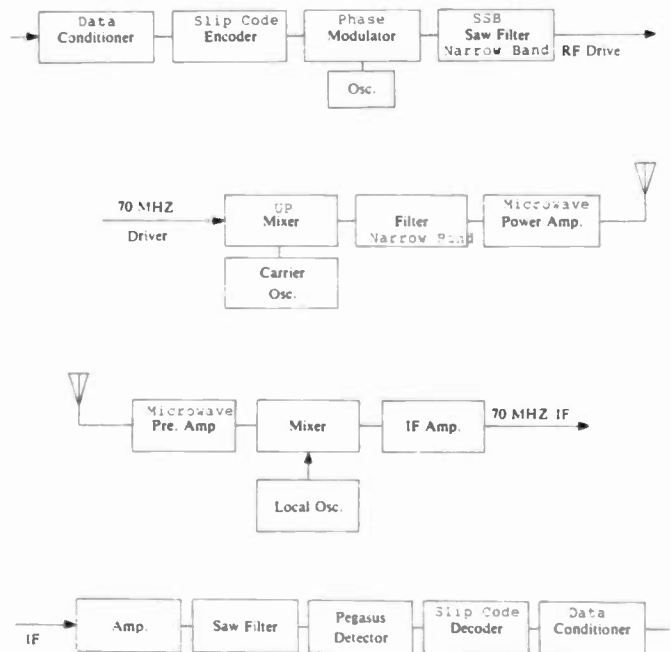 Data Conditioner
Slip Code Encoder
Phase Modulator
SSB Saw Filter Narrow Band
RF Drive
Osc.
70 MHZ Driver
UP Mixer
Filter Narrow Band
Microwave Power Amp.
Carrier Osc.
Microwave Pre. Amp
Mixer
IF Amp.
70 MHZ IF
Local Osc.
IF
Amp.
Saw Filter
Pegasus Detector
Slip Code Decoder
Data Conditioner